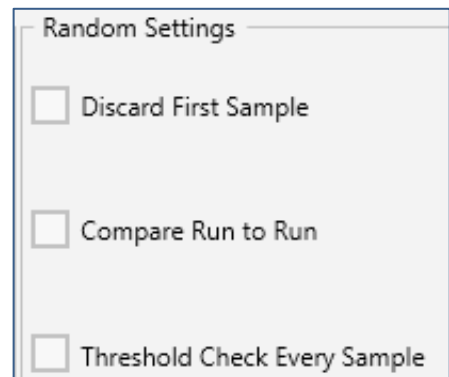 Random Settings
Discard First Sample
Compare Run to Run
Threshold Check Every Sample